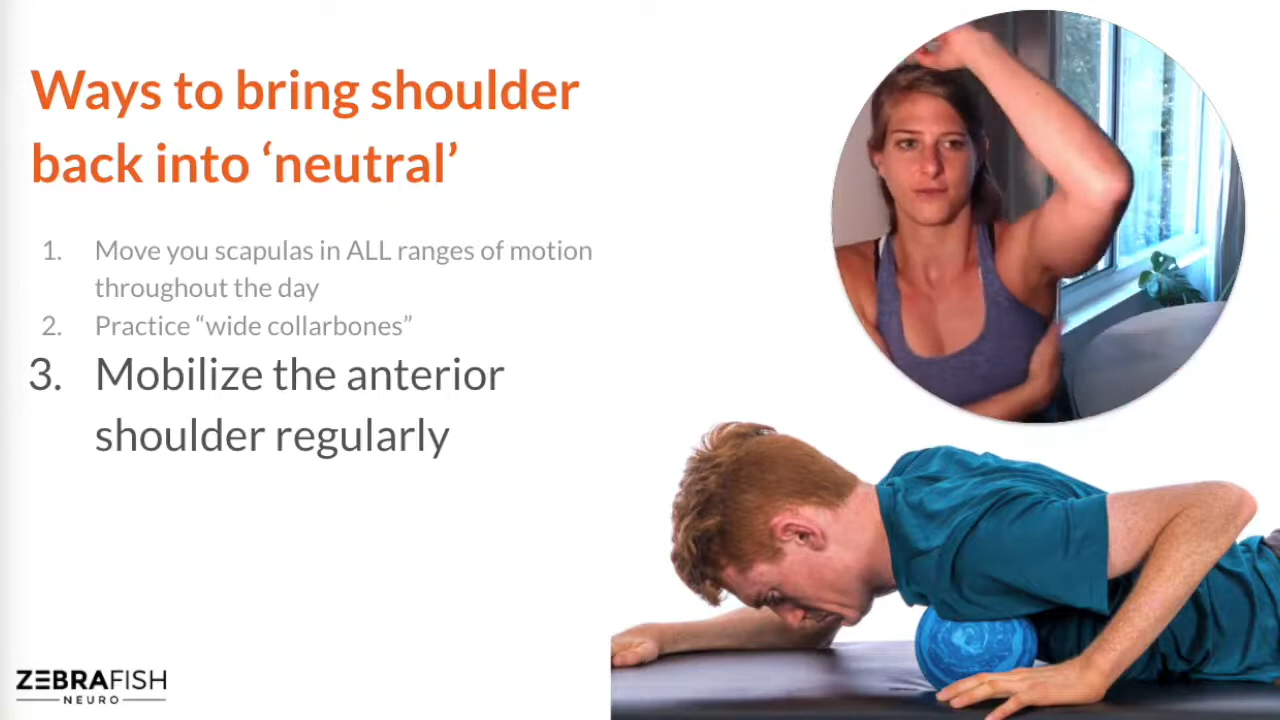 Ways to bring shoulder
back into ‘neutral’
1. Move you scapulas in ALL ranges of motion
throughout the day
2. Practice “wide collarbones”
3. Mobilize the anterior
shoulder regularly
ZEBRAFISH
NEURO